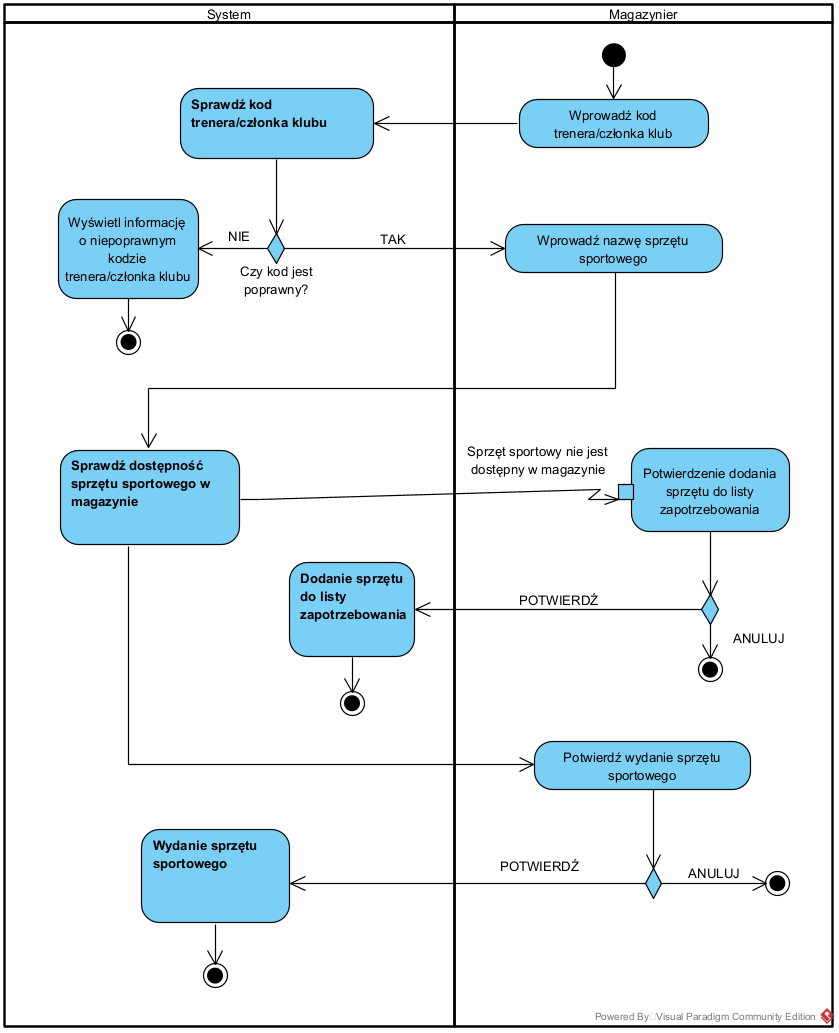 System
Magazynier
Sprawdź kod
trenera/członka klubu
Wprowadź kod
trenera/członka klub
Wyświetl informację
o niepoprawnym
kodzie
trenera/członka klubu
NIE
TAK
Czy kod jest
poprawny?
Wprowadź nazwę sprzętu
sportowego
Sprawdź dostępność
sprzętu sportowego w
magazynie
Sprzęt sportowy nie jest
dostępny w magazynie
Potwierdzenie dodania
sprzętu do listy
zapotrzebowania
Dodanie sprzętu
do listy
zapotrzebowania
POTWIERDŹ
ANULUJ
Potwierdź wydanie sprzętu
sportowego
Wydanie sprzętu
sportowego
POTWIERDŹ
ANULUJ
Powered By Visual Paradigm Community Edition